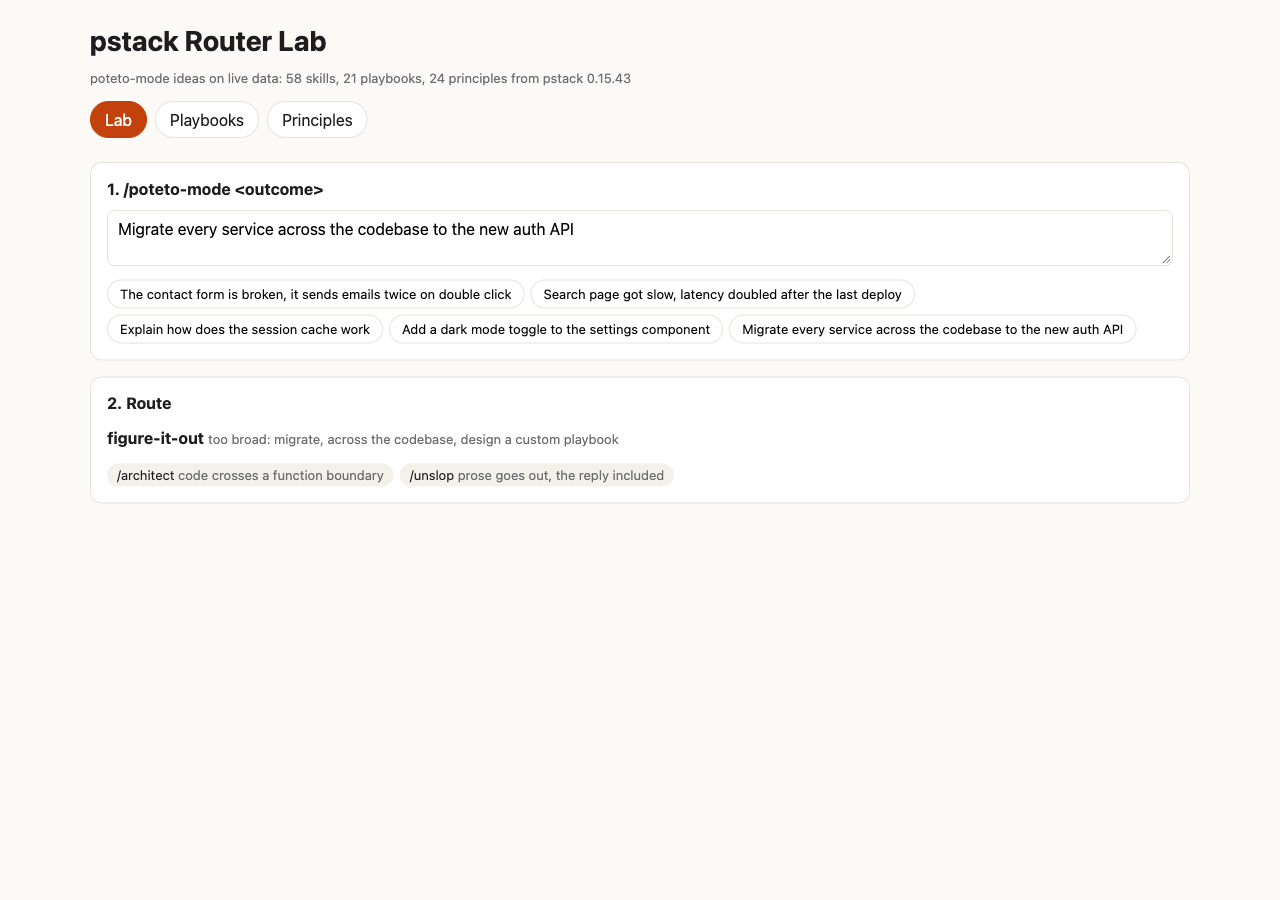 pstack Router Lab
poteto-mode ideas on live data: 58 skills, 21 playbooks, 24 principles from pstack 0.15.43
Lab Playbooks Principles
1. /poteto-mode <outcome>
Migrate every service across the codebase to the new auth API
The contact form is broken, it sends emails twice on double click Search page got slow, latency doubled after the last deploy
Explain how does the session cache work Add a dark mode toggle to the settings component Migrate every service across the codebase to the new auth API
2. Route
figure-it-out too broad: migrate, across the codebase, design a custom playbook
/architect code crosses a function boundary /unslop prose goes out, the reply included